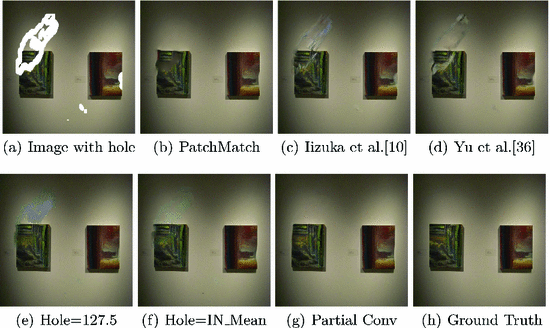 (a) Image with hole
(b) PatchMatch
(c) Iizuka et al.[10]
(d) Yu et al.[36]
(e) Hole=127.5
(f) Hole=IN_Mean
(g) Partial Conv
(h) Ground Truth